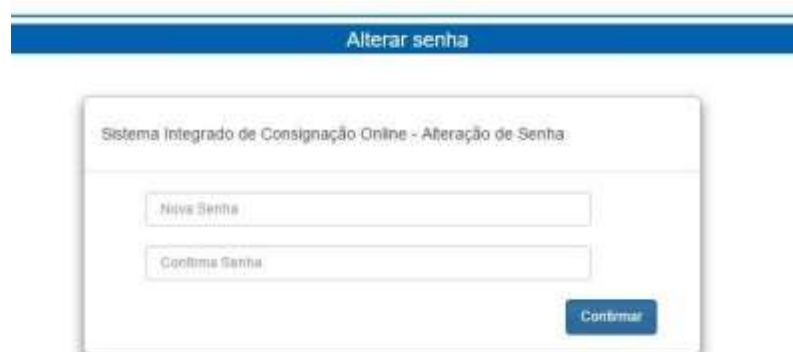 Alterar senha
Sistema Integrado de Consignação Online - Alteração de Senha
Nova Senha
Confirma Senha
Confirmar